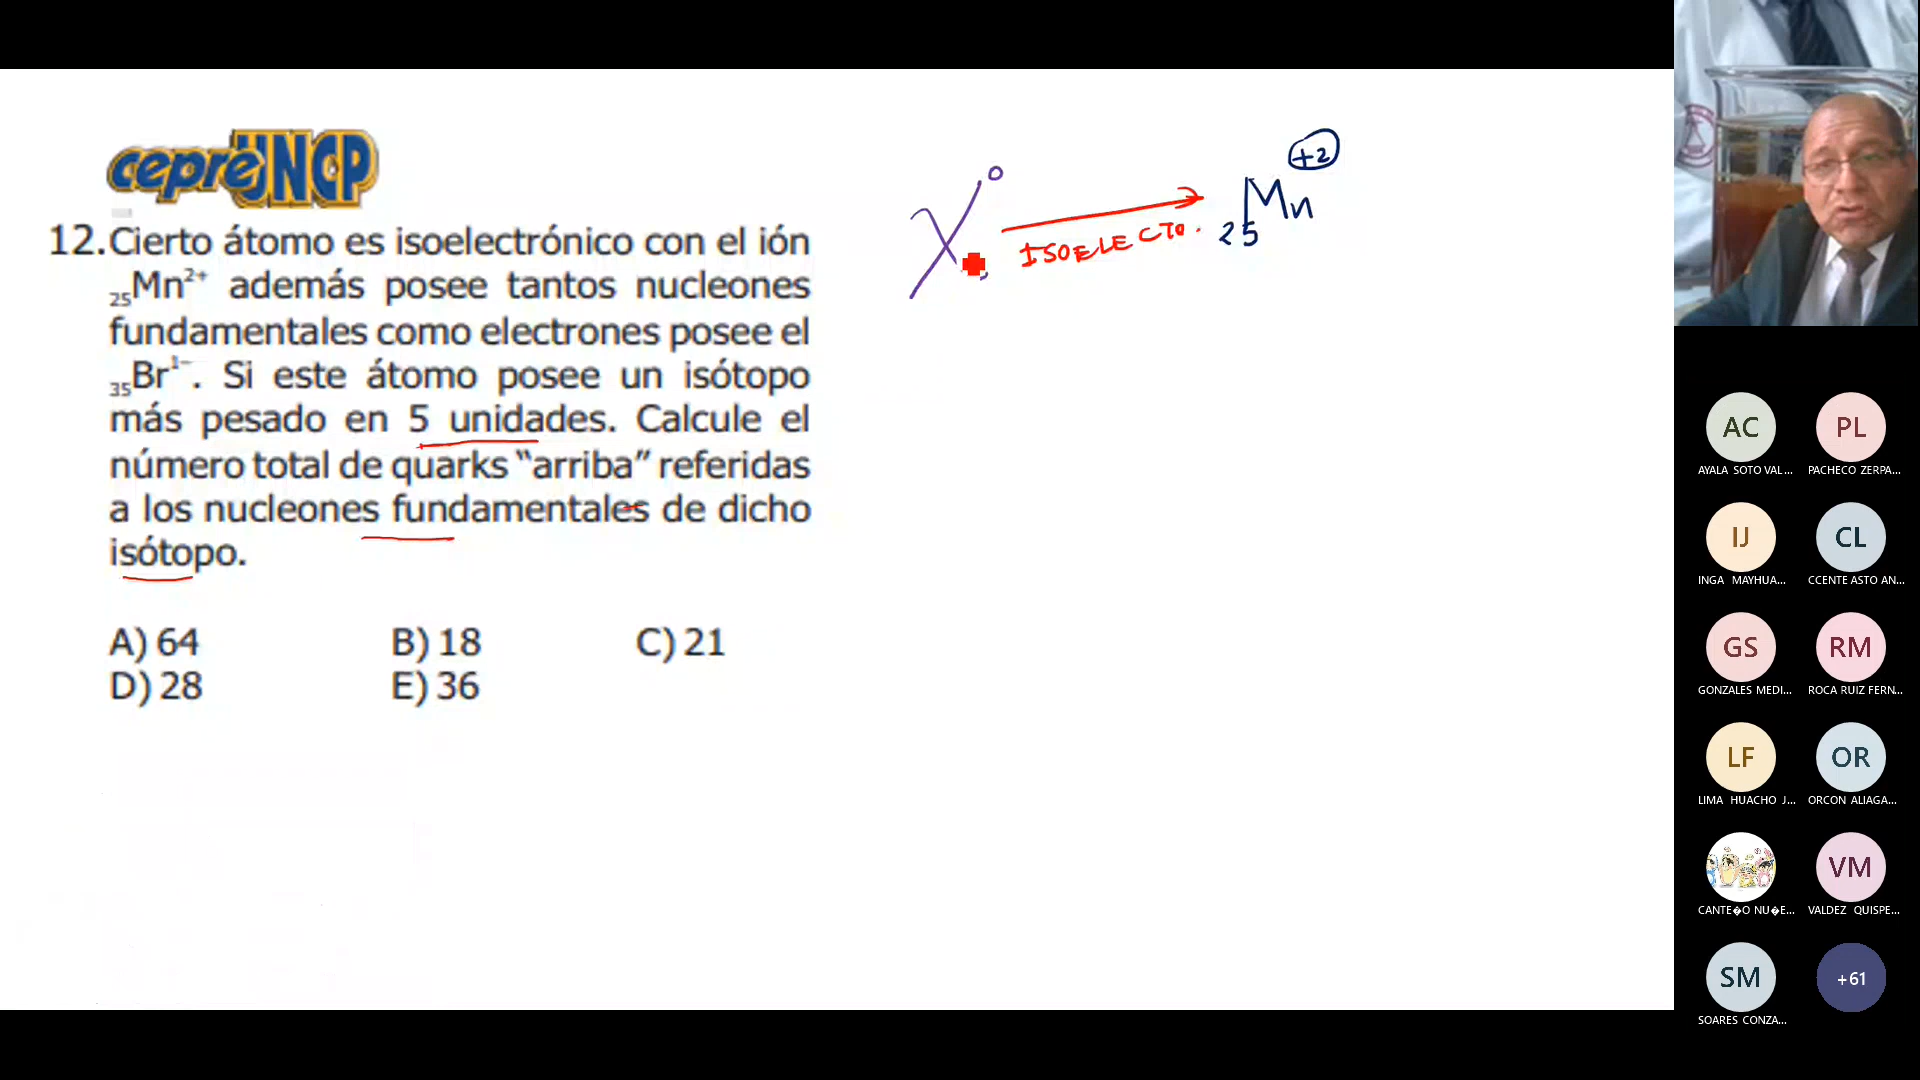 cepreUNCP
12.Cierto átomo es isoelectrónico con el ión
₂₅Mn²⁺ además posee tantos nucleones
fundamentales como electrones posee el
₃₅Br¹⁻. Si este átomo posee un isótopo
más pesado en 5 unidades. Calcule el
número total de quarks “arriba” referidas
a los nucleones fundamentales de dicho
isótopo.
A) 64 B) 18 C) 21
D) 28 E) 36
X⁰ ISOELECTO. ₂₅Mn⁺²
AC PL
AYALA SOTO VAL... PACHECO ZERPA...
IJ CL
INGA MAYHUA... CCENTE ASTO AN...
GS RM
GONZALES MEDI... ROCA RUIZ FERN...
LF OR
LIMA HUACHO J... ORCON ALIAGA...
VM
CANTE�O NU�E... VALDEZ QUISPE...
SM +61
SOARES CONZA...